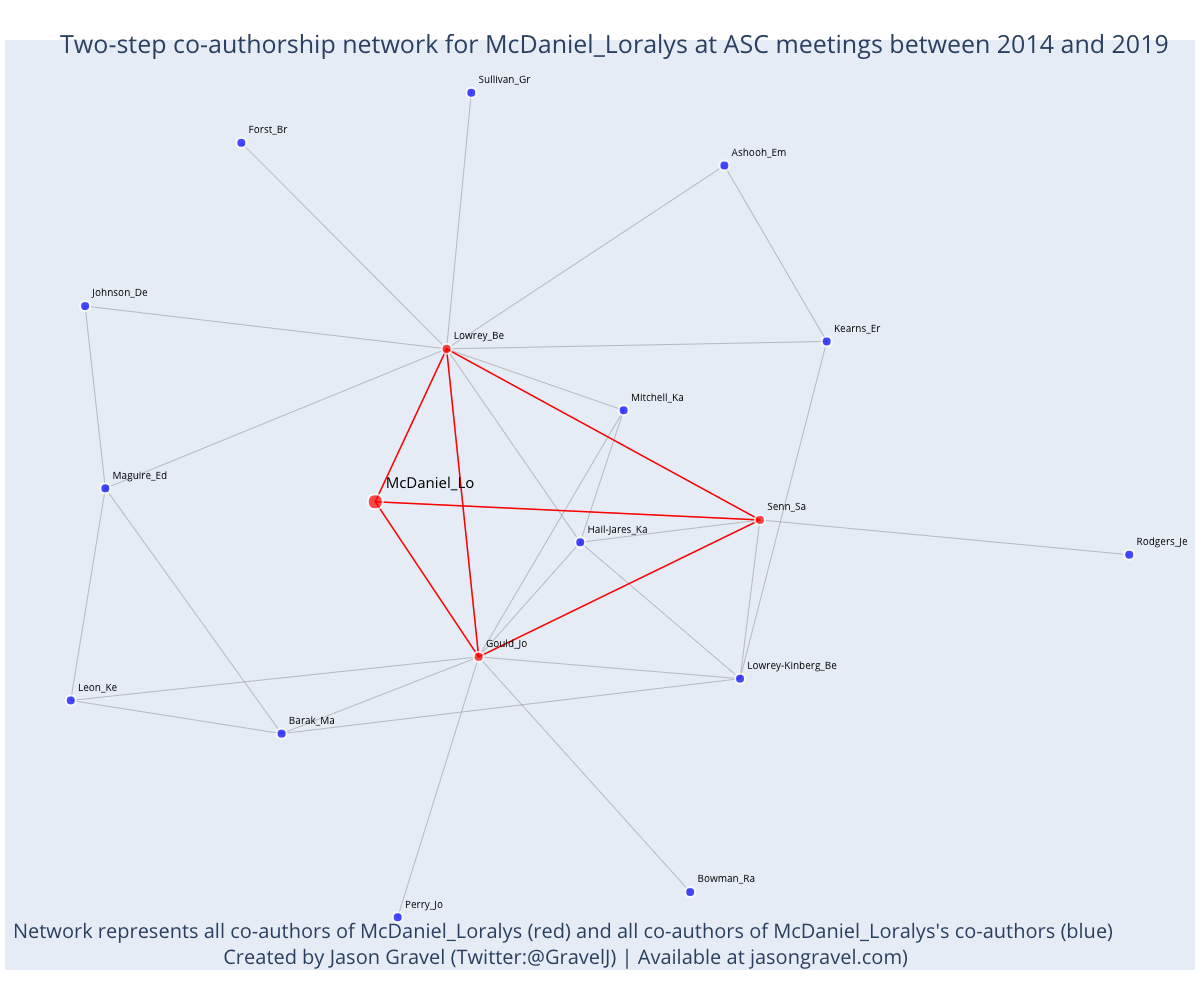 Two-step co-authorship network for McDaniel_Loralys at ASC meetings between 2014 and 2019
Sullivan_Gr
Forst_Br
Ashooh_Em
Johnson_De
Kearns_Er
Lowrey_Be
Mitchell_Ka
Maguire_Ed
McDaniel_Lo
Senn_Sa
Hail-Jares_Ka
Rodgers_Je
Gould_Jo
Lowrey-Kinberg_Be
Leon_Ke
Barak_Ma
Bowman_Ra
Perry_Jo
Network represents all co-authors of McDaniel_Loralys (red) and all co-authors of McDaniel_Loralys's co-authors (blue)
Created by Jason Gravel (Twitter:@GravelJ) | Available at jasongravel.com)